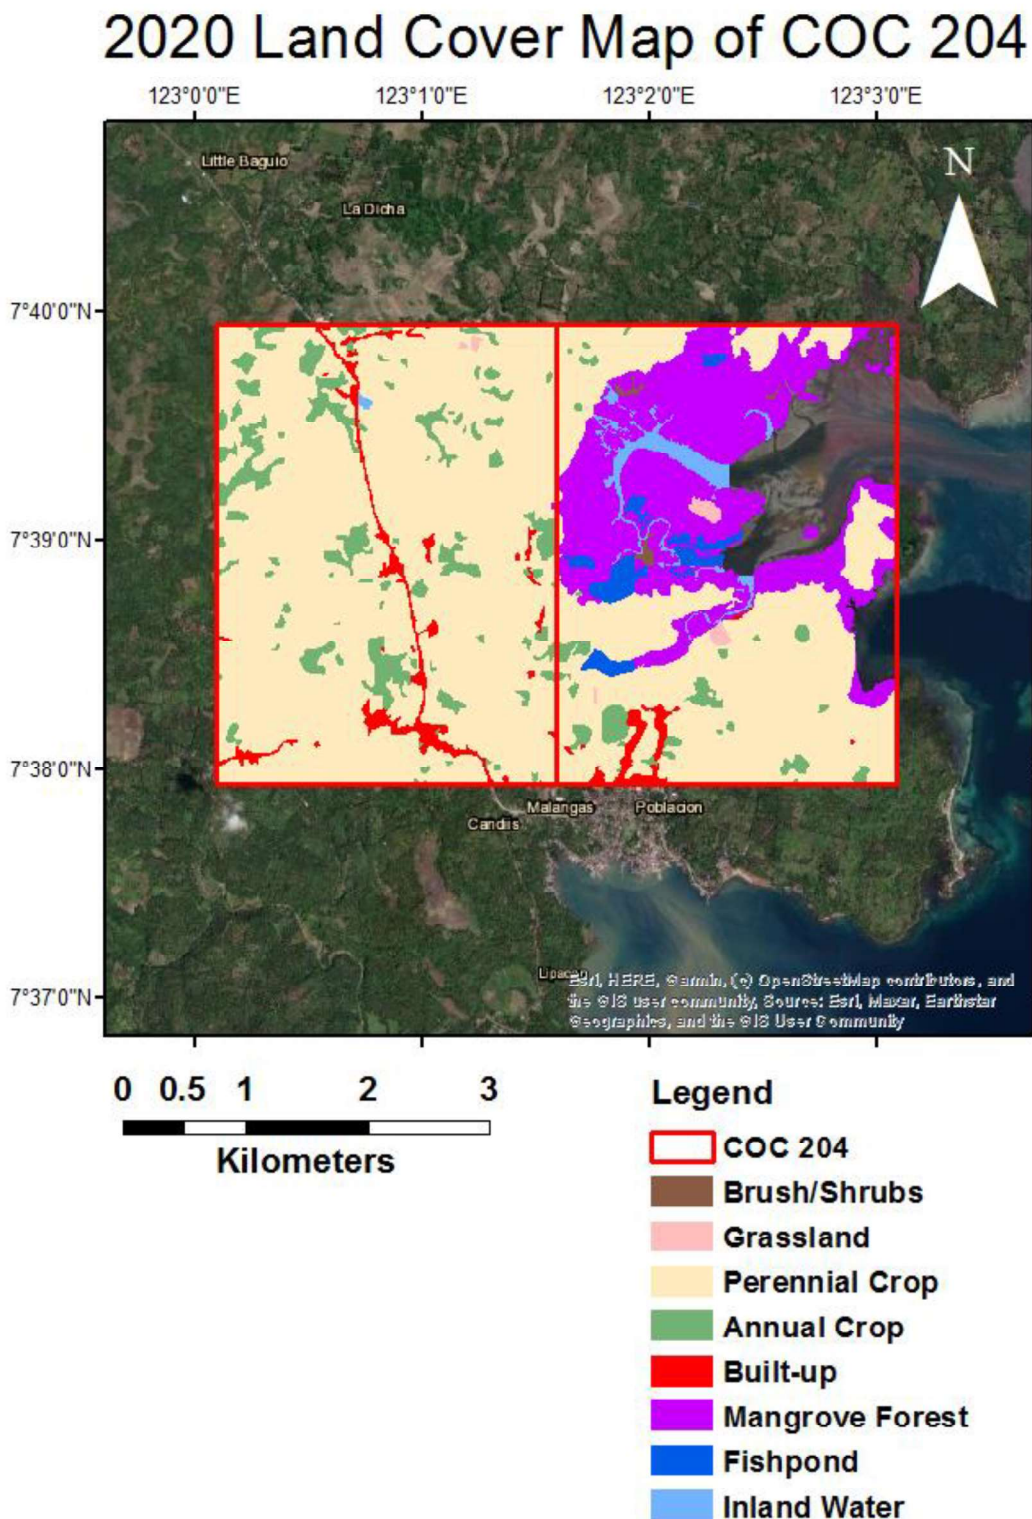 2020 Land Cover Map of COC 204
123°0'0"E 123°1'0"E 123°2'0"E 123°3'0"E
N
Little Baguio
La Dicha
7°40'0"N
7°39'0"N
7°38'0"N
Malangas Poblacion
Candiis
7°37'0"N
Lipacan
Esri, HERE, Garmin, (c) OpenStreetMap contributors, and
the GIS user community, Source: Esri, Maxar, Earthstar
Geographics, and the GIS User Community
0 0.5 1 2 3
Kilometers
Legend
COC 204
Brush/Shrubs
Grassland
Perennial Crop
Annual Crop
Built-up
Mangrove Forest
Fishpond
Inland Water